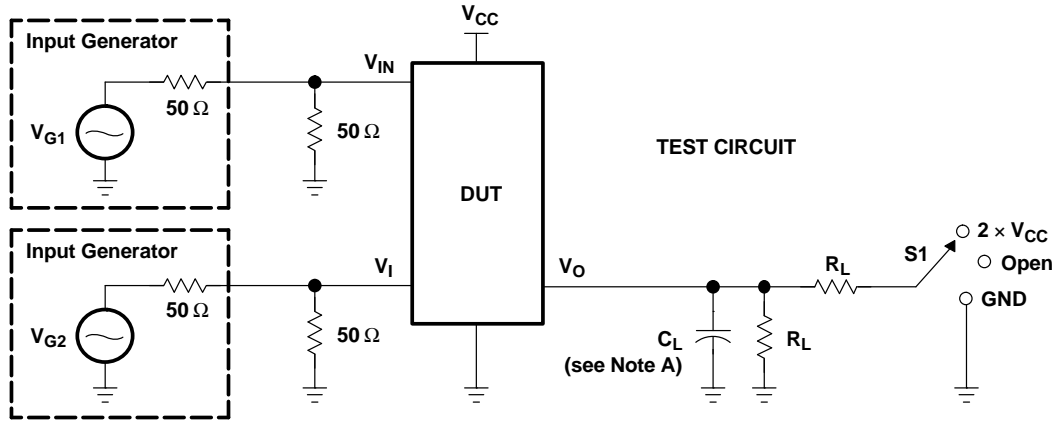 Input Generator
VG1
50 Ω
50 Ω
VIN
VCC
DUT
TEST CIRCUIT
Input Generator
VG2
50 Ω
50 Ω
VI
VO
CL
(see Note A)
RL
RL
S1
2 × VCC
Open
GND